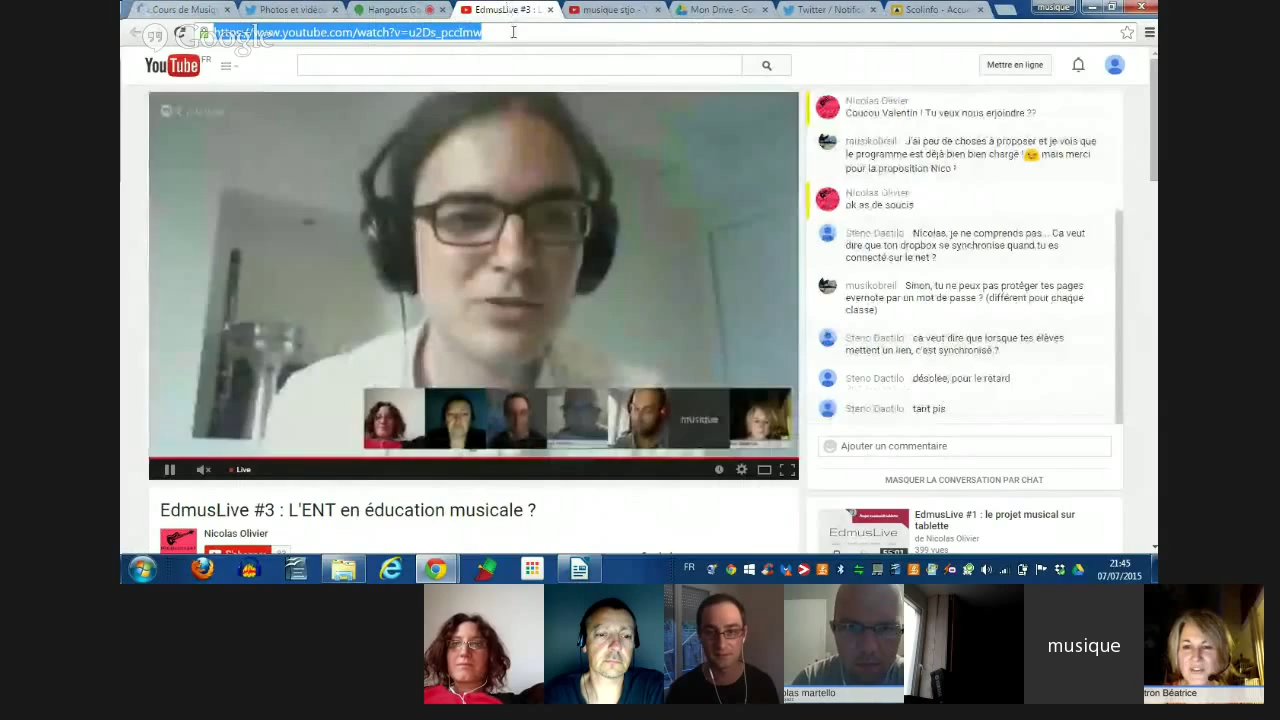 Cours de Musique
Photos et vidéo
Hangouts G
EdmusLive #3 : L
musique stjo - 
Mon Drive - G
Twitter / Notific
ScolInfo - Accue
musique
https://www.youtube.com/watch?v=u2Ds_pccImw
Google
YouTube FR
Mettre en ligne
Nicolas Olivier
Coucou Valentin ! Tu veux nous erjoindre ??
musikobreil J'ai peu de choses à proposer et je vois que
le programme est déjà bien bien chargé ! mais merci
pour la proposition Nico !
Nicolas Olivier
ok as de soucis
Steno Dactilo Nicolas, je ne comprends pas... Ca veut
dire que ton dropbox se synchronise quand tu es
connecté sur le net ?
musikobreil Sinon, tu ne peux pas protéger tes pages
evernote par un mot de passe ? (différent pour chaque
classe)
Steno Dactilo ca veut dire que lorsque tes élèves
mettent un lien, c'est synchronisé ?
Steno Dactilo désolée, pour le retard
Steno Dactilo tant pis
musique
Live
Ajouter un commentaire
MASQUER LA CONVERSATION PAR CHAT
EdmusLive #3 : L'ENT en éducation musicale ?
Nicolas Olivier
EdmusLive #1 : le projet musical sur
tablette
de Nicolas Olivier
399 vues
EdmusLive
55:01
FR
21:45
07/07/2015
musique
olas martello
tron Béatrice